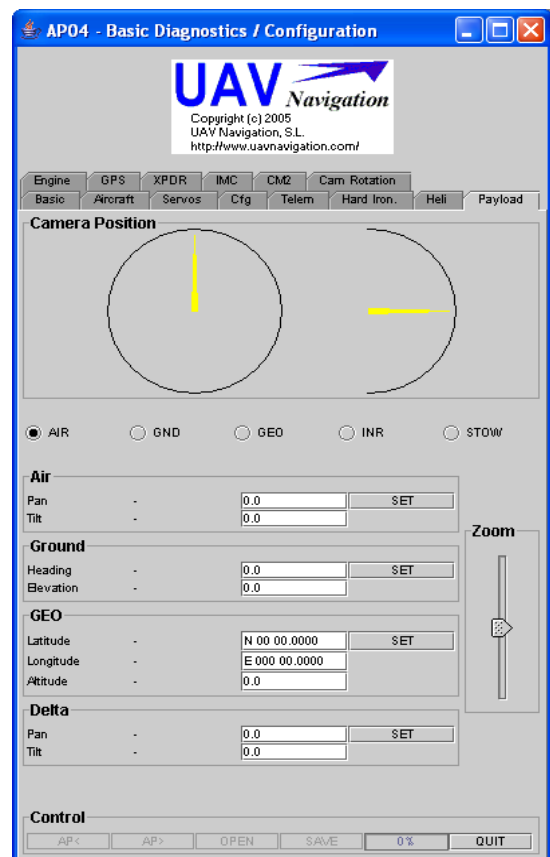 AP04 - Basic Diagnostics / Configuration
UAV Navigation
Copyright (c) 2005
UAV Navigation, S.L.
http://www.uavnavigation.com/
Engine GPS XPDR IMC CM2 Cam Rotation
Basic Aircraft Servos Cfg Telem Hard Iron. Heli Payload
Camera Position
AIR GND GEO INR STOW
Air
Pan - 0.0 SET
Tilt - 0.0
Zoom
Ground
Heading - 0.0 SET
Elevation - 0.0
GEO
Latitude - N 00 00.0000 SET
Longitude - E 000 00.0000
Altitude - 0.0
Delta
Pan - 0.0 SET
Tilt - 0.0
Control
AP< AP> OPEN SAVE 0% QUIT